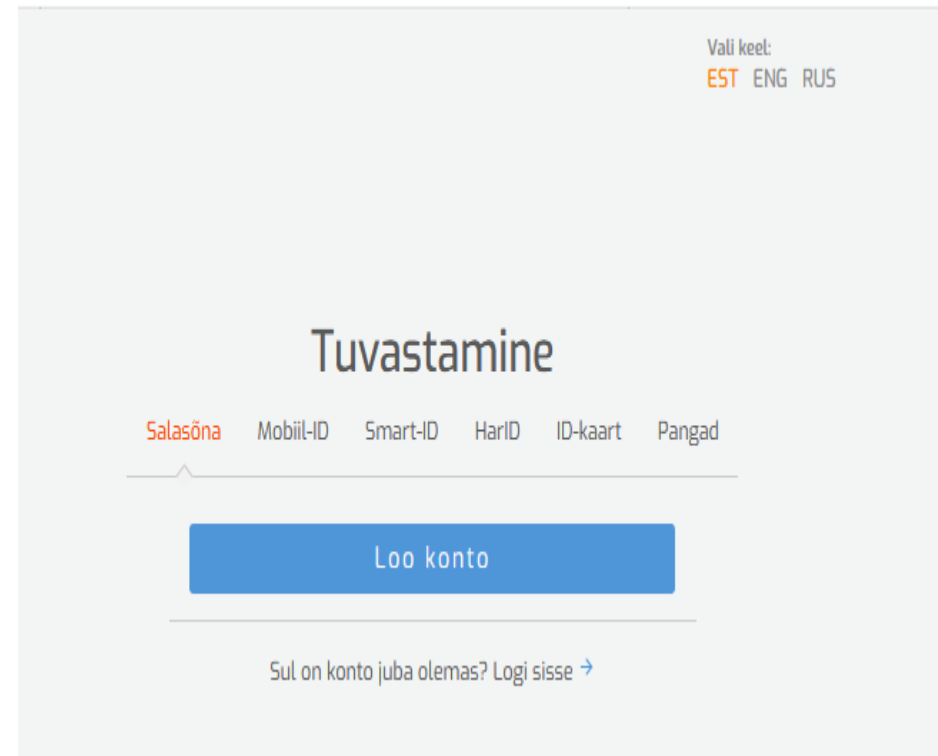 Vali keel:
EST ENG RUS
Tuvastamine
Salasõna Mobiil-ID Smart-ID HarID ID-kaart Pangad
Loo konto
Sul on konto juba olemas? Logi sisse →